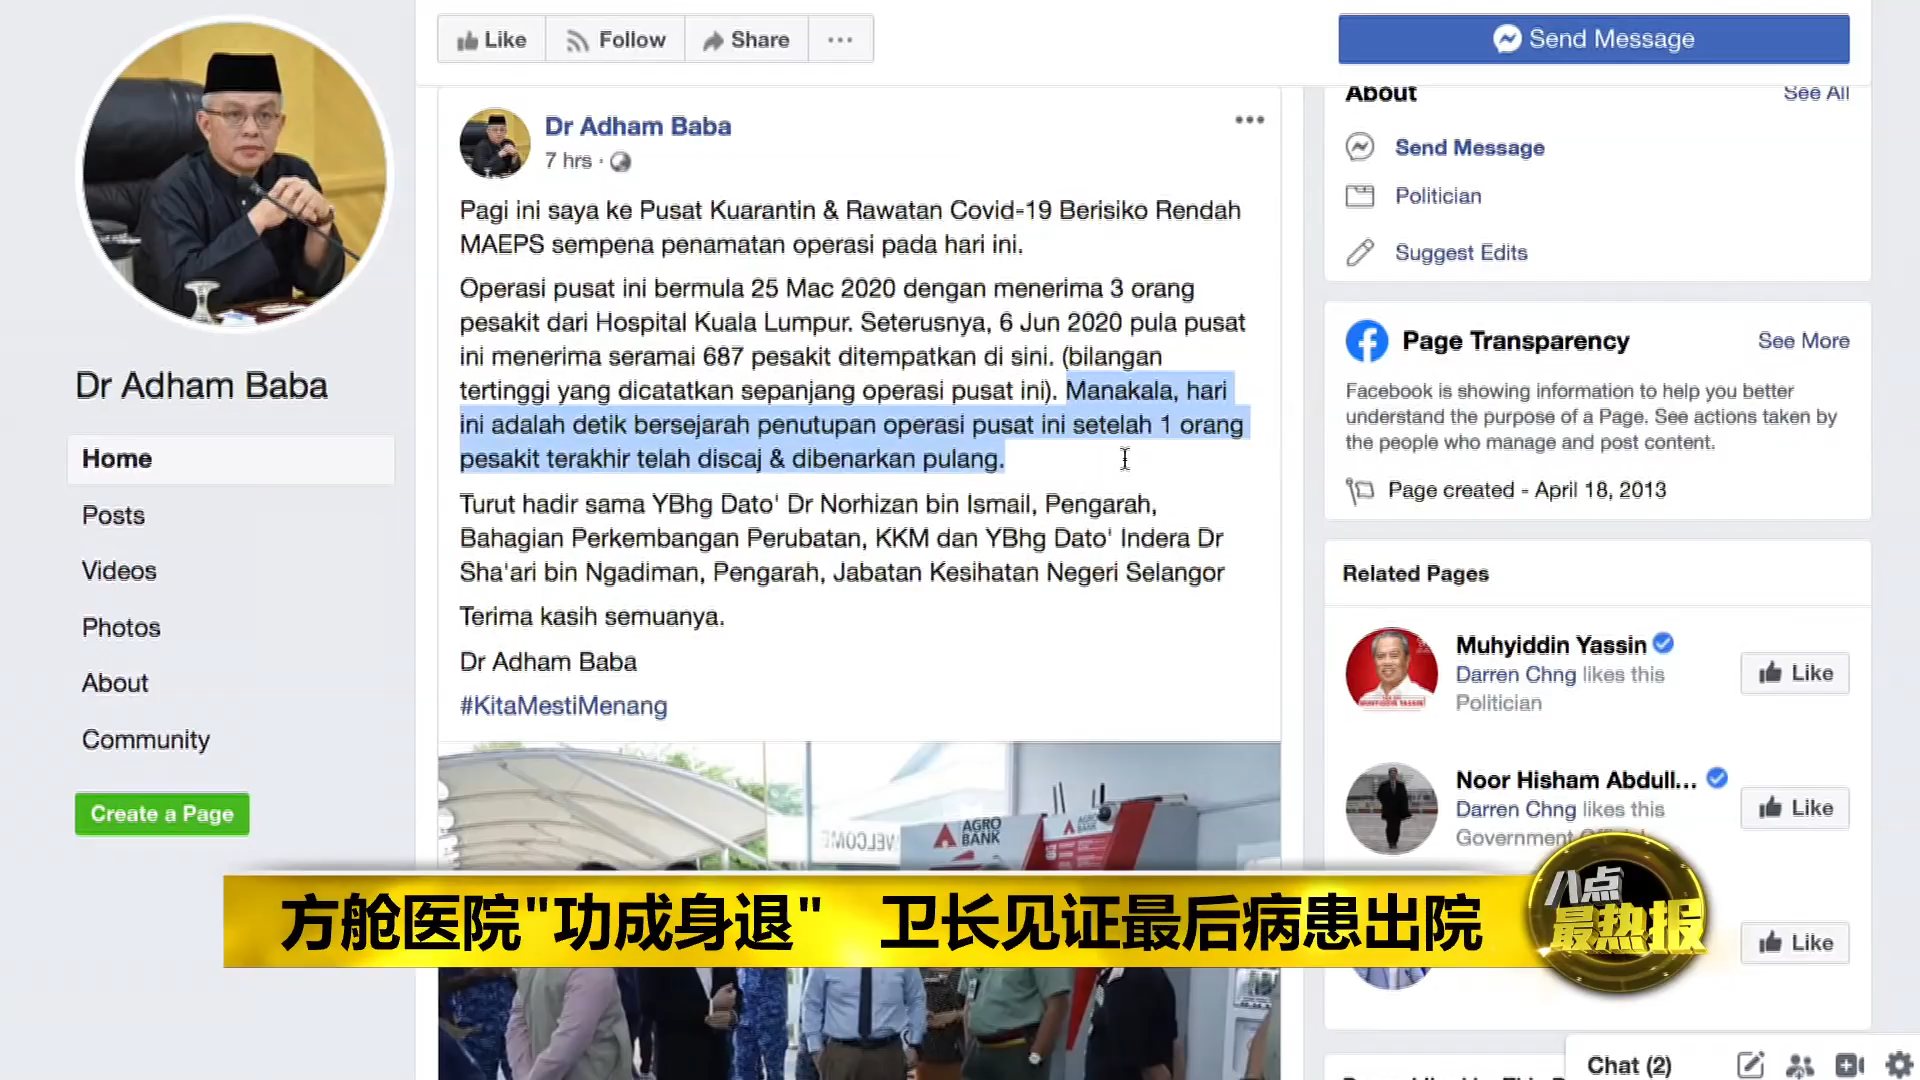 Like
Follow
Share
Send Message
Dr Adham Baba
Home
Posts
Videos
Photos
About
Community
Create a Page
Dr Adham Baba
7 hrs ·
Pagi ini saya ke Pusat Kuarantin & Rawatan Covid-19 Berisiko Rendah
MAEPS sempena penamatan operasi pada hari ini.
Operasi pusat ini bermula 25 Mac 2020 dengan menerima 3 orang
pesakit dari Hospital Kuala Lumpur. Seterusnya, 6 Jun 2020 pula pusat
ini menerima seramai 687 pesakit ditempatkan di sini. (bilangan
tertinggi yang dicatatkan sepanjang operasi pusat ini). Manakala, hari
ini adalah detik bersejarah penutupan operasi pusat ini setelah 1 orang
pesakit terakhir telah discaj & dibenarkan pulang.
Turut hadir sama YBhg Dato' Dr Norhizan bin Ismail, Pengarah,
Bahagian Perkembangan Perubatan, KKM dan YBhg Dato' Indera Dr
Sha'ari bin Ngadiman, Pengarah, Jabatan Kesihatan Negeri Selangor
Terima kasih semuanya.
Dr Adham Baba
#KitaMestiMenang
AGRO
BANK
AGRO
BANK
WELCOME
About
See All
Send Message
Politician
Suggest Edits
Page Transparency
See More
Facebook is showing information to help you better
understand the purpose of a Page. See actions taken by
the people who manage and post content.
Page created - April 18, 2013
Related Pages
Muhyiddin Yassin
Darren Chng likes this
Politician
Like
MUHYIDDIN YASSIN
Noor Hisham Abdull...
Darren Chng likes this
Government Official
Like
Like
方舱医院"功成身退" 卫长见证最后病患出院
八点
最热报
Chat (2)